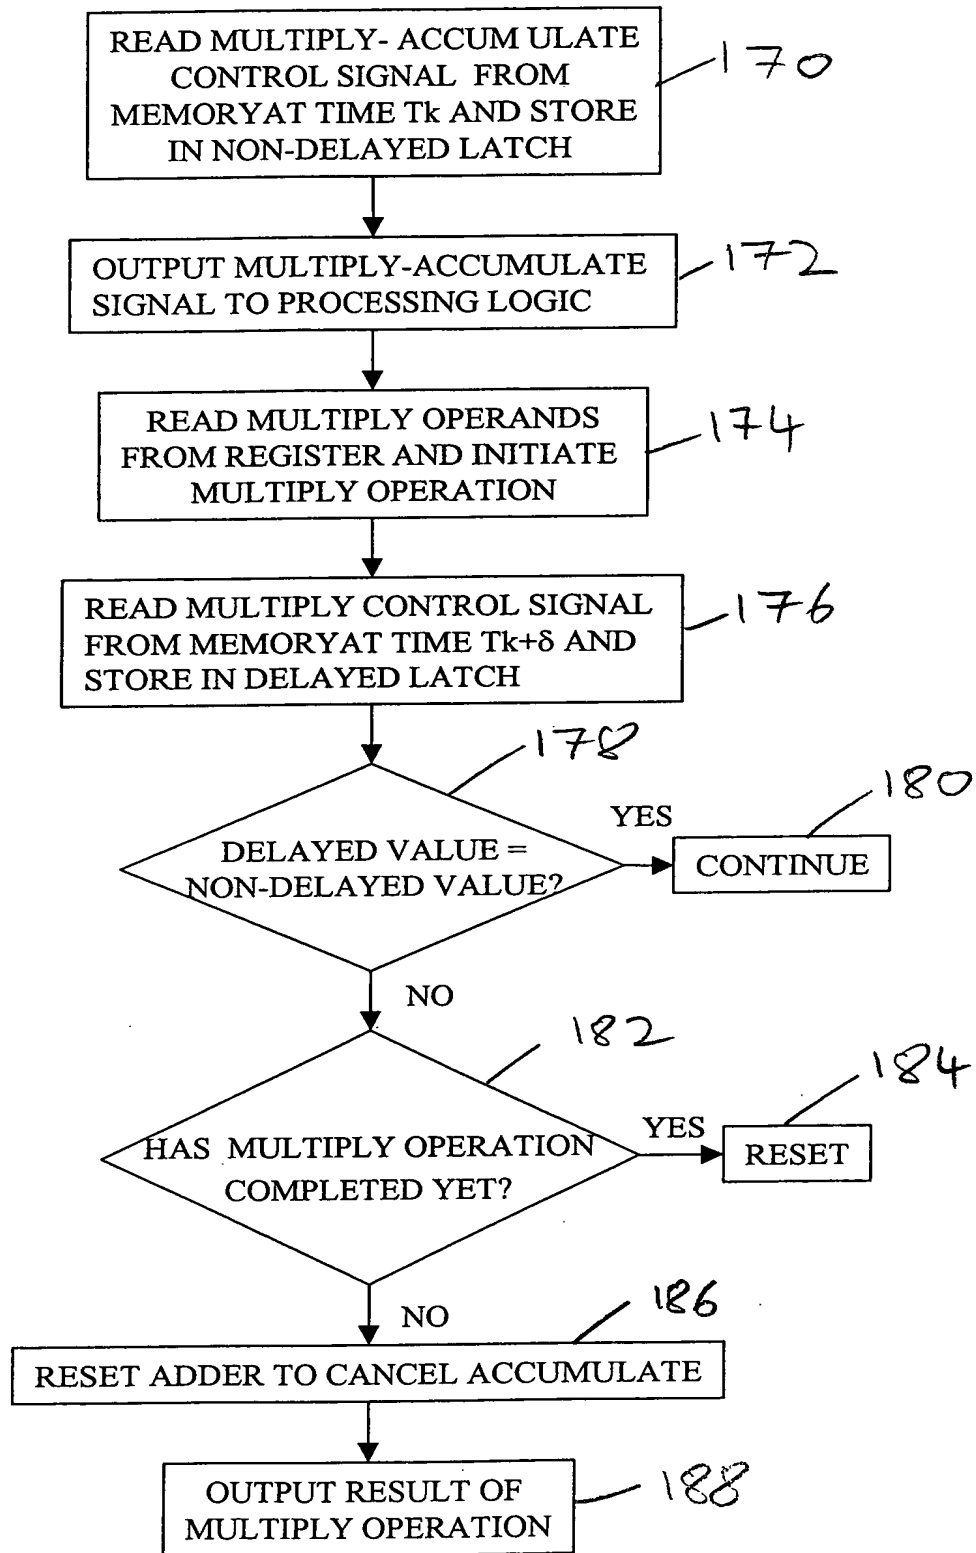 READ MULTIPLY- ACCUM ULATE
CONTROL SIGNAL FROM
MEMORYAT TIME Tk AND STORE
IN NON-DELAYED LATCH
170
OUTPUT MULTIPLY-ACCUMULATE
SIGNAL TO PROCESSING LOGIC
172
READ MULTIPLY OPERANDS
FROM REGISTER AND INITIATE
MULTIPLY OPERATION
174
READ MULTIPLY CONTROL SIGNAL
FROM MEMORYAT TIME Tk+δ AND
STORE IN DELAYED LATCH
176
178
DELAYED VALUE =
NON-DELAYED VALUE?
YES
180
CONTINUE
NO
182
HAS MULTIPLY OPERATION
COMPLETED YET?
YES
184
RESET
NO
186
RESET ADDER TO CANCEL ACCUMULATE
OUTPUT RESULT OF
MULTIPLY OPERATION
188